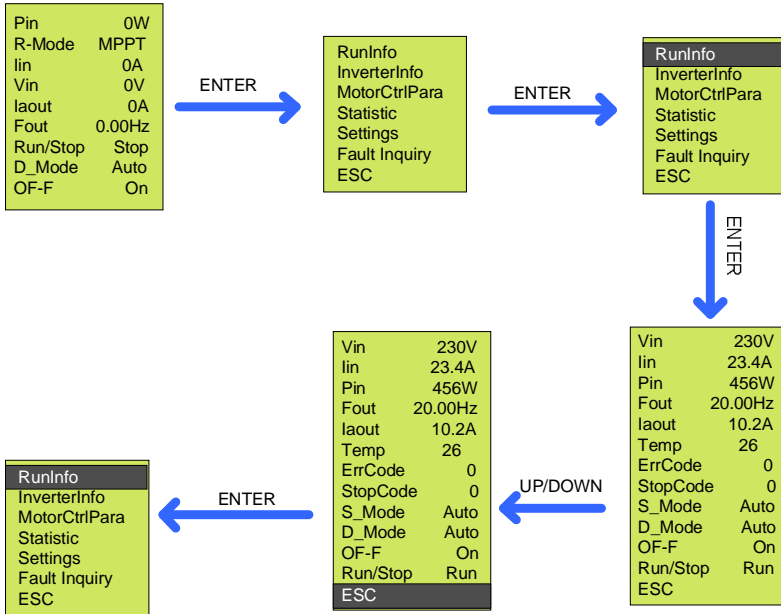 Pin 0W
R-Mode MPPT
Iin 0A
Vin 0V
Iaout 0A
Fout 0.00Hz
Run/Stop Stop
D_Mode Auto
OF-F On
ENTER
RunInfo
InverterInfo
MotorCtrlPara
Statistic
Settings
Fault Inquiry
ESC
ENTER
RunInfo
InverterInfo
MotorCtrlPara
Statistic
Settings
Fault Inquiry
ESC
ENTER
Vin 230V
Iin 23.4A
Pin 456W
Fout 20.00Hz
Iaout 10.2A
Temp 26
ErrCode 0
StopCode 0
S_Mode Auto
D_Mode Auto
OF-F On
Run/Stop Run
ESC
UP/DOWN
Vin 230V
Iin 23.4A
Pin 456W
Fout 20.00Hz
Iaout 10.2A
Temp 26
ErrCode 0
StopCode 0
S_Mode Auto
D_Mode Auto
OF-F On
Run/Stop Run
ESC
ENTER
RunInfo
InverterInfo
MotorCtrlPara
Statistic
Settings
Fault Inquiry
ESC